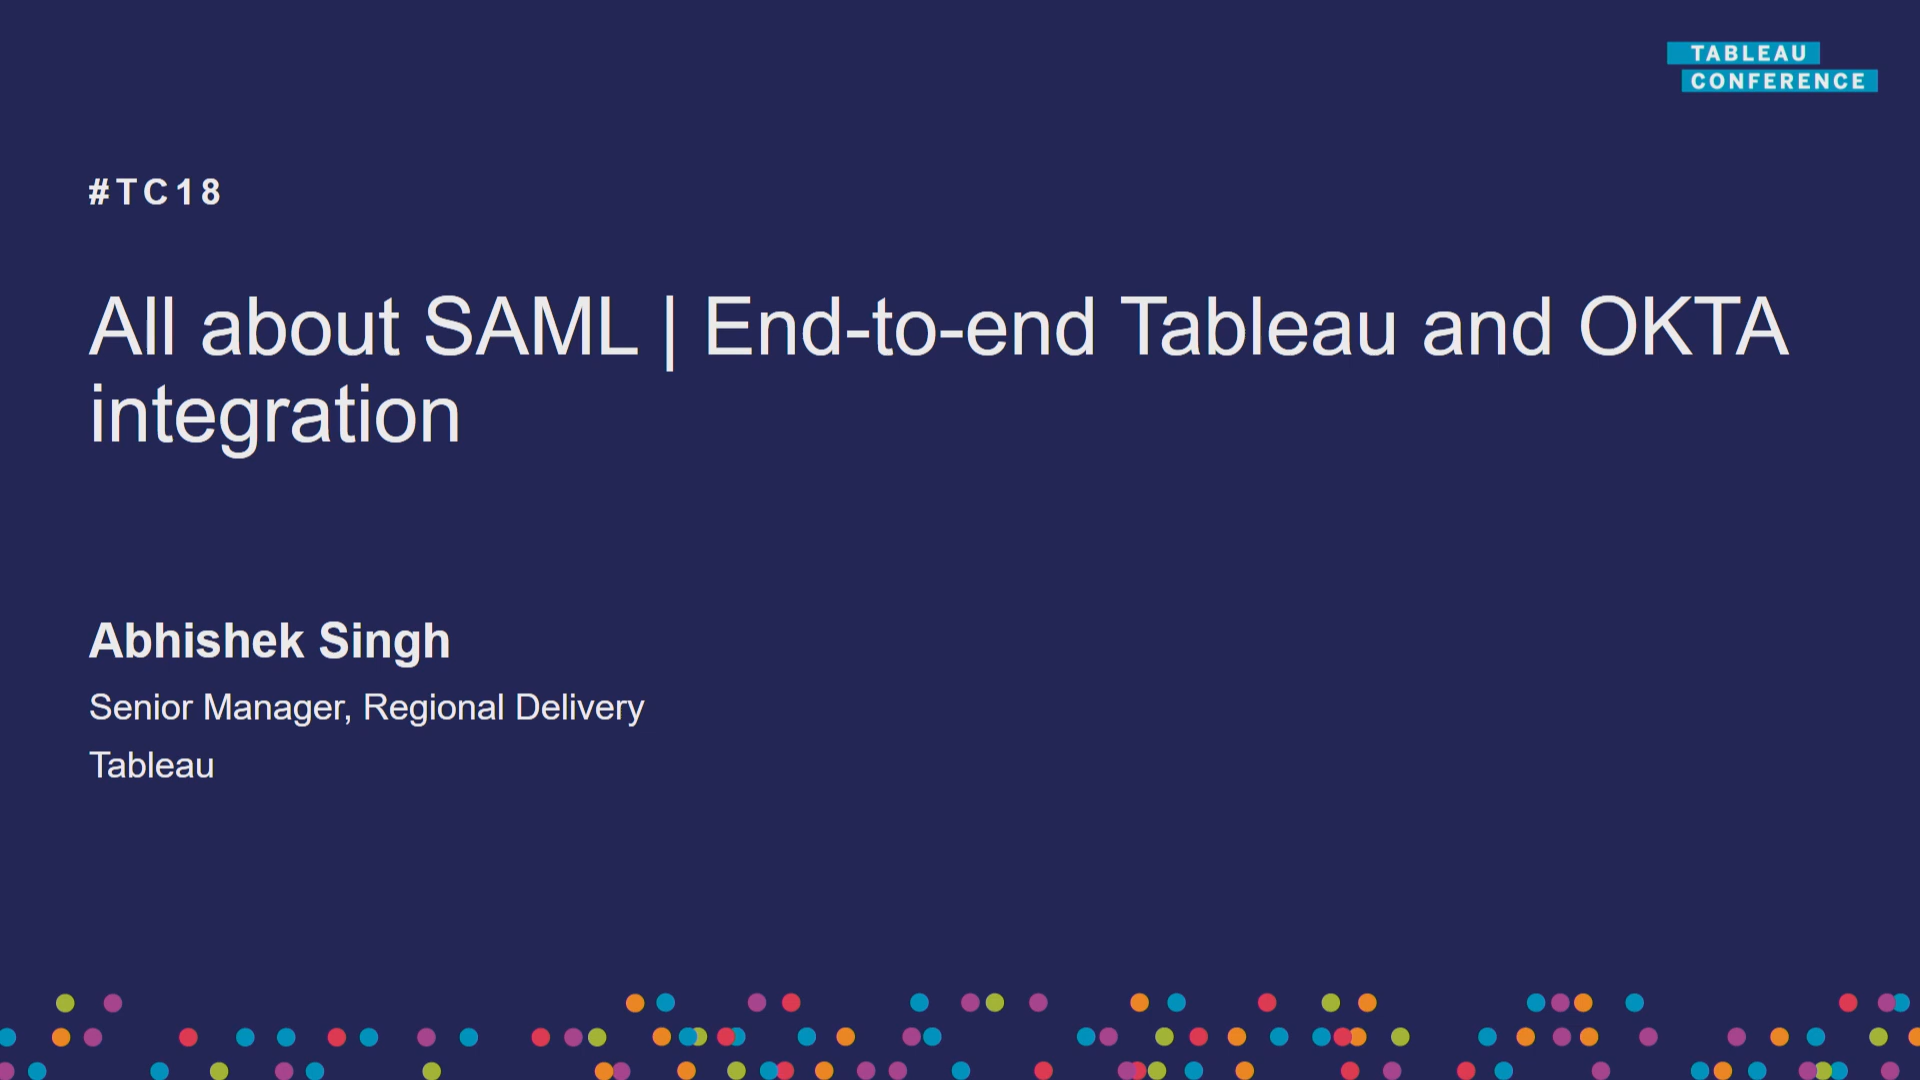 TABLEAU
CONFERENCE
#TC18
All about SAML | End-to-end Tableau and OKTA
integration
Abhishek Singh
Senior Manager, Regional Delivery
Tableau